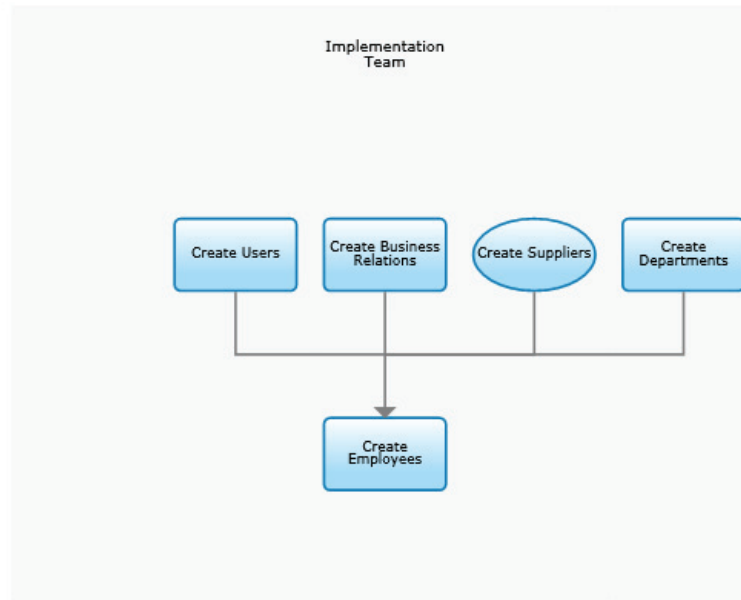 Implementation
Team
Create Users
Create Business
Relations
Create Suppliers
Create
Departments
Create
Employees